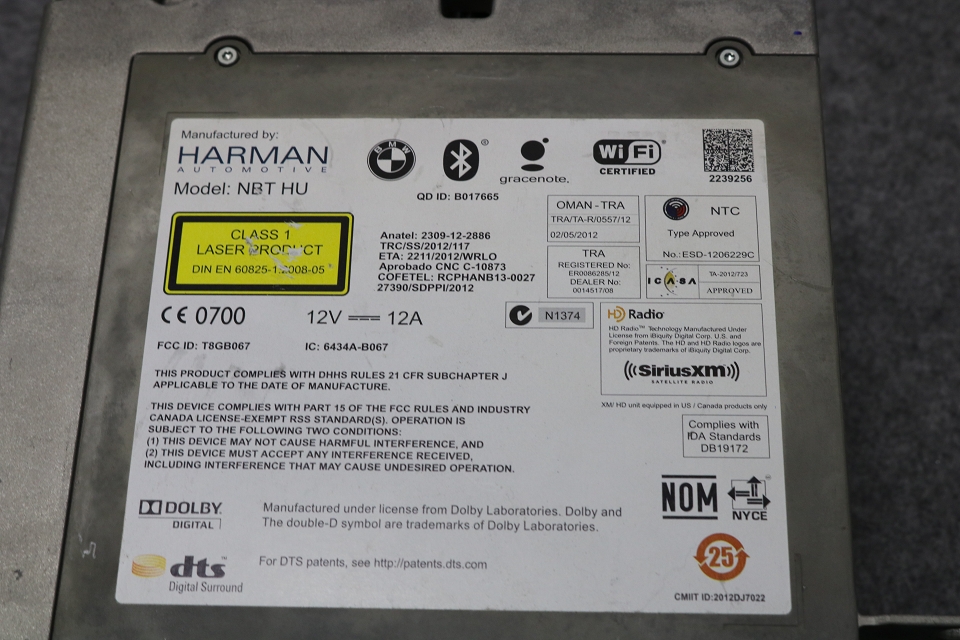 Manufactured by:
HARMAN
AUTOMOTIVE
Model: NBT HU
BMW
®
QD ID: B017665
gracenote.
Wi Fi
CERTIFIED
2239256
CLASS 1
LASER PRODUCT
DIN EN 60825-1:2008-05
Anatel: 2309-12-2886
TRC/SS/2012/117
ETA: 2211/2012/WRLO
Aprobado CNC C-10873
COFETEL: RCPHANB13-0027
27390/SDPPI/2012
OMAN - TRA
TRA/TA-R/0557/12
02/05/2012
TRA
REGISTERED No:
ER0086285/12
DEALER No:
0014517/08
NTC
Type Approved
No.: ESD-1206229C
ICASA
TA-2012/723
APPROVED
CE 0700
12V 12A
N1374
FCC ID: T8GB067
IC: 6434A-B067
HD Radio
HD Radio™ Technology Manufactured Under
License from iBiquity Digital Corp. U.S. and
Foreign Patents. The HD and HD Radio logos are
proprietary trademarks of iBiquity Digital Corp.
((SiriusXM))
SATELLITE RADIO
XM/ HD unit equipped in US / Canada products only
THIS PRODUCT COMPLIES WITH DHHS RULES 21 CFR SUBCHAPTER J
APPLICABLE TO THE DATE OF MANUFACTURE.
THIS DEVICE COMPLIES WITH PART 15 OF THE FCC RULES AND INDUSTRY
CANADA LICENSE-EXEMPT RSS STANDARD(S). OPERATION IS
SUBJECT TO THE FOLLOWING TWO CONDITIONS:
(1) THIS DEVICE MAY NOT CAUSE HARMFUL INTERFERENCE, AND
(2) THIS DEVICE MUST ACCEPT ANY INTERFERENCE RECEIVED,
INCLUDING INTERFERENCE THAT MAY CAUSE UNDESIRED OPERATION.
Complies with
IDA Standards
DB19172
DOLBY
DIGITAL
Manufactured under license from Dolby Laboratories. Dolby and
The double-D symbol are trademarks of Dolby Laboratories.
NOM
NYCE
dts™
Digital Surround
For DTS patents, see http://patents.dts.com
25
CMIIT ID:2012DJ7022